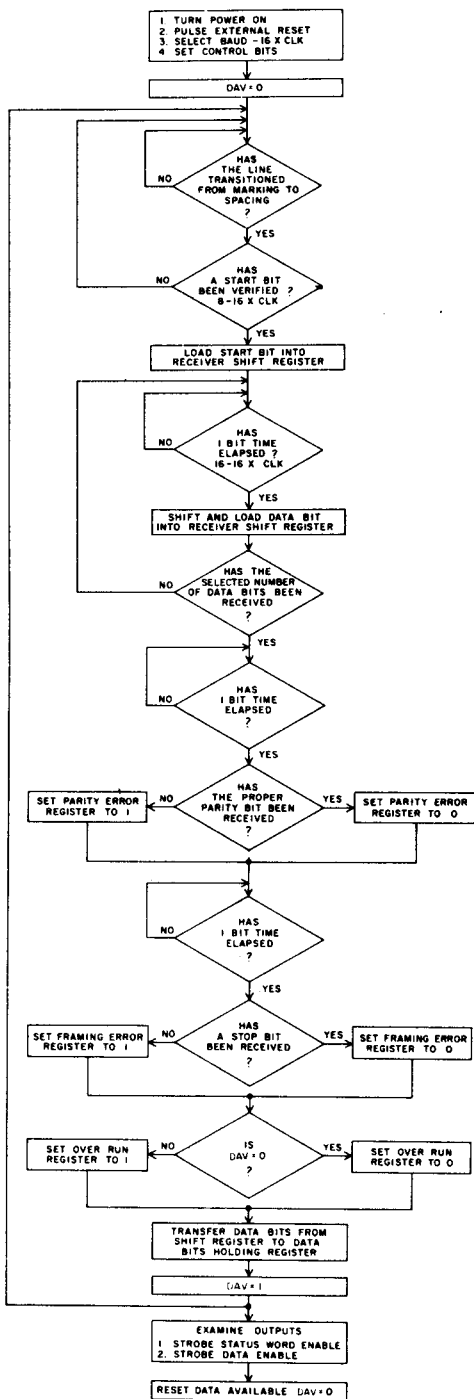 1. TURN POWER ON
2. PULSE EXTERNAL RESET
3. SELECT BAUD - 16 X CLK
4 SET CONTROL BITS
DAV = 0
HAS
THE LINE
TRANSITIONED
FROM MARKING TO
SPACING
?
NO
YES
HAS
A START BIT
BEEN VERIFIED ?
8-16 X CLK
NO
YES
LOAD START BIT INTO
RECEIVER SHIFT REGISTER
HAS
1 BIT TIME
ELAPSED ?
16-16 X CLK
NO
YES
SHIFT AND LOAD DATA BIT
INTO RECEIVER SHIFT REGISTER
HAS THE
SELECTED NUMBER
OF DATA BITS BEEN
RECEIVED
?
NO
YES
HAS
1 BIT TIME
ELAPSED
?
NO
YES
HAS
THE PROPER
PARITY BIT BEEN
RECEIVED
?
NO
YES
SET PARITY ERROR
REGISTER TO 1
SET PARITY ERROR
REGISTER TO 0
HAS
1 BIT TIME
ELAPSED
?
NO
YES
HAS
A STOP BIT
BEEN RECEIVED
?
NO
YES
SET FRAMING ERROR
REGISTER TO 1
SET FRAMING ERROR
REGISTER TO 0
IS
DAV = 0
?
NO
YES
SET OVER RUN
REGISTER TO 1
SET OVER RUN
REGISTER TO 0
TRANSFER DATA BITS FROM
SHIFT REGISTER TO DATA
BITS HOLDING REGISTER
DAV = 1
EXAMINE OUTPUTS
1 STROBE STATUS WORD ENABLE
2. STROBE DATA ENABLE
RESET DATA AVAILABLE DAV = 0